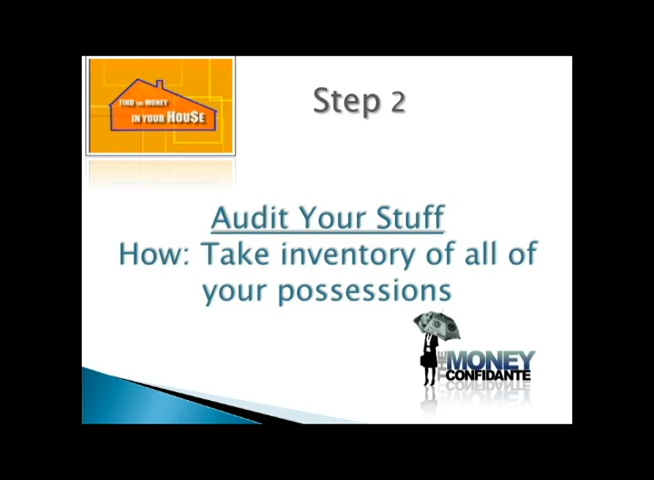 FIND THE MONEY
IN YOUR HOU$E
Step 2
Audit Your Stuff
How: Take inventory of all of
your possessions
THE MONEY
CONFIDANTE